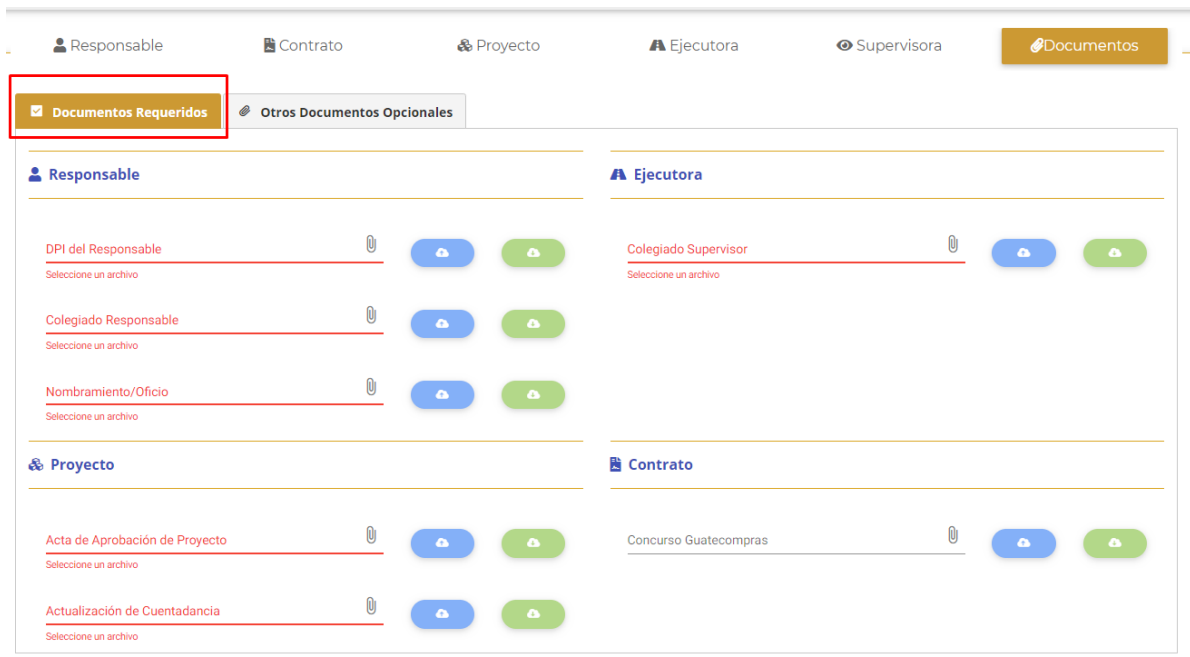 Responsable
Contrato
Proyecto
Ejecutora
Supervisora
Documentos
Documentos Requeridos
Otros Documentos Opcionales
Responsable
DPI del Responsable
Seleccione un archivo
Colegiado Responsable
Seleccione un archivo
Nombramiento/Oficio
Seleccione un archivo
Ejecutora
Colegiado Supervisor
Seleccione un archivo
Proyecto
Acta de Aprobación de Proyecto
Seleccione un archivo
Actualización de Cuentadancia
Seleccione un archivo
Contrato
Concurso Guatecompras